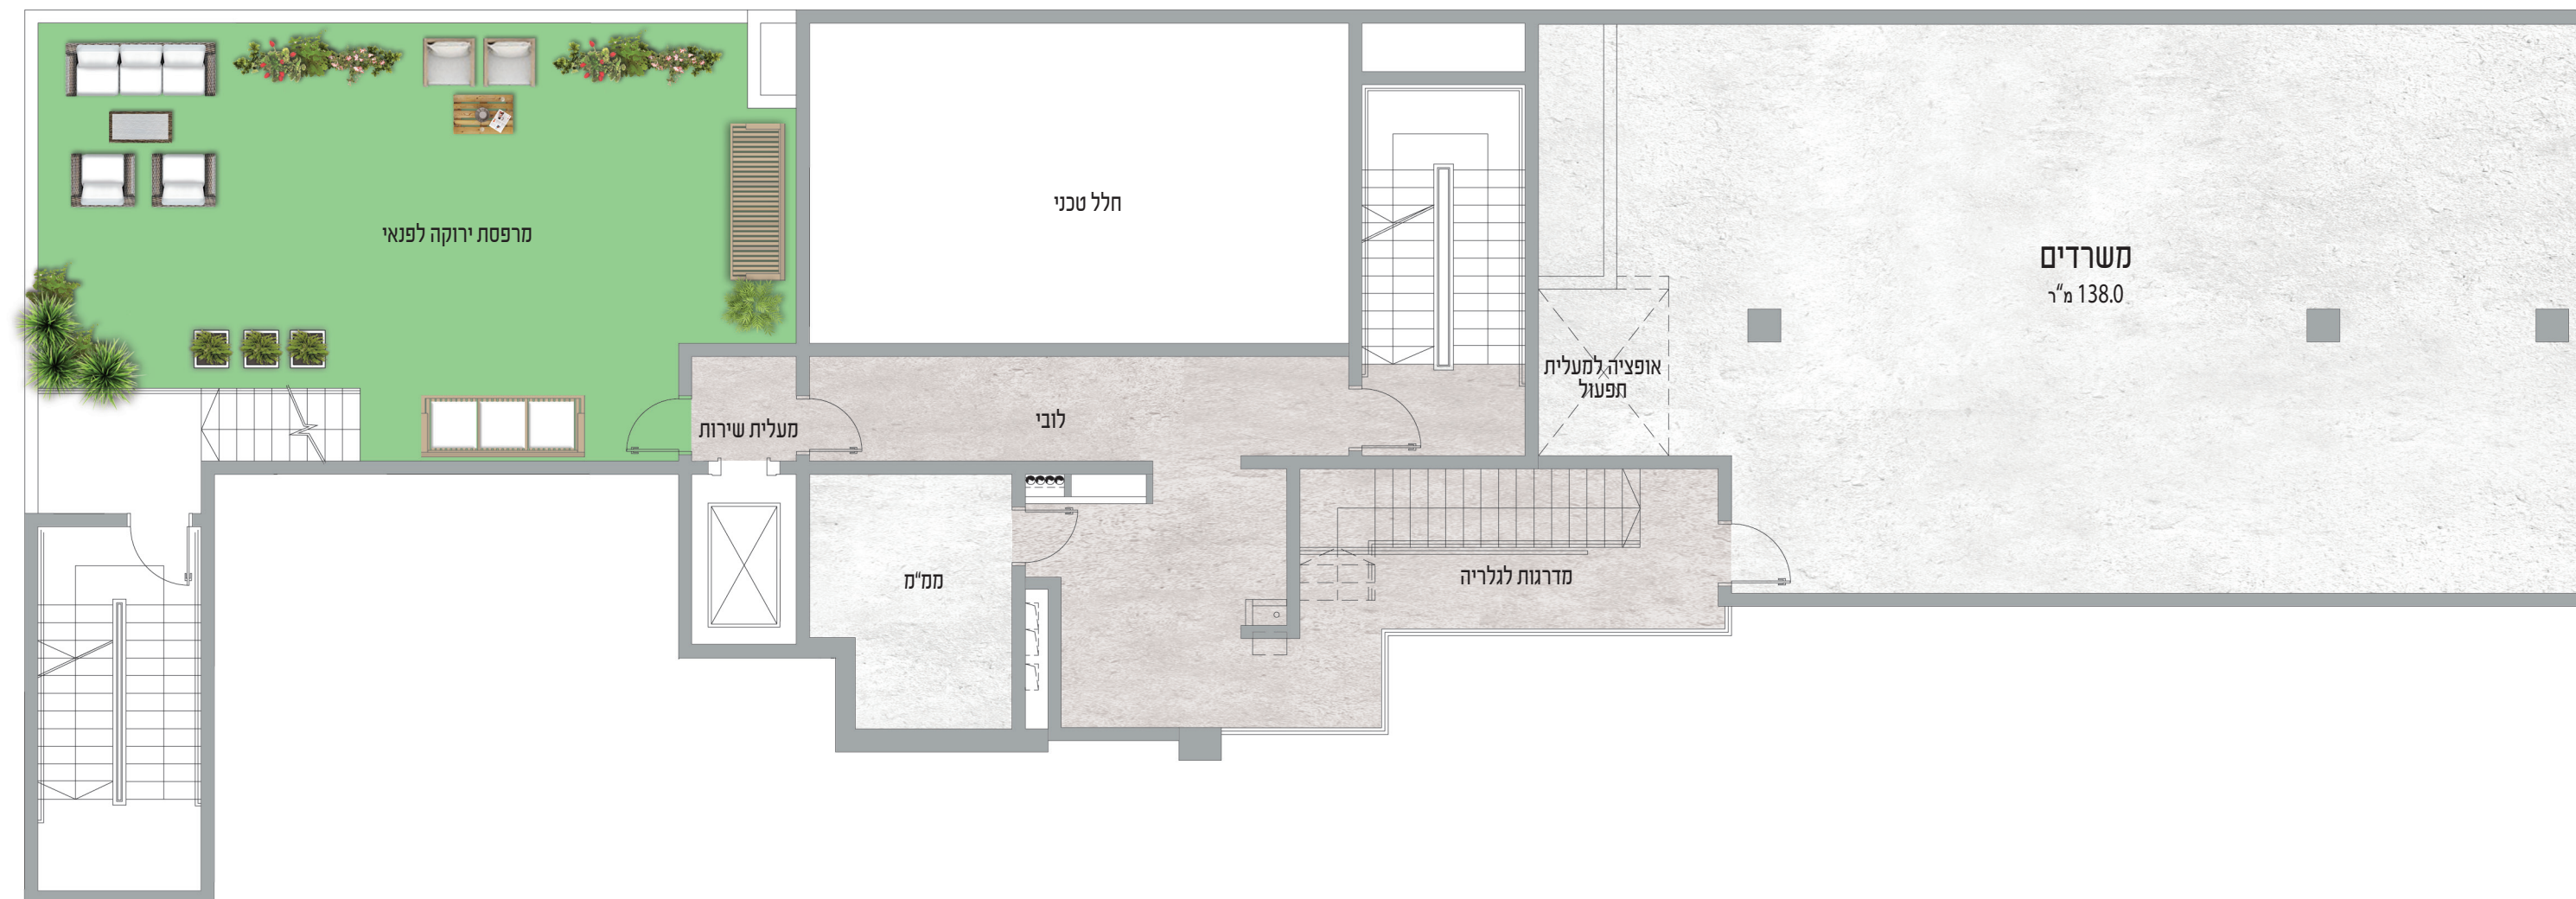 חלל טכני
מרפסת ירוקה לפנאי
משרדים
138.0 מ"ר
אופציה למעלית
תפעול
לובי
מעלית שירות
ממ"מ
מדרגות לגלריה